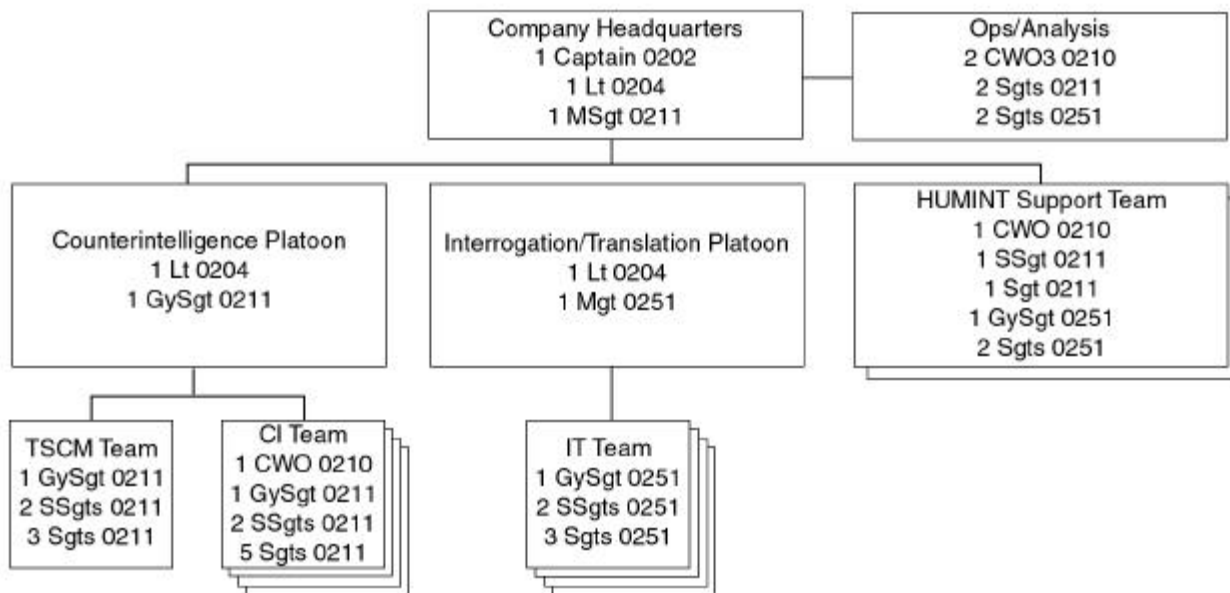 Company Headquarters
1 Captain 0202
1 Lt 0204
1 MSgt 0211
Ops/Analysis
2 CWO3 0210
2 Sgts 0211
2 Sgts 0251
Counterintelligence Platoon
1 Lt 0204
1 GySgt 0211
Interrogation/Translation Platoon
1 Lt 0204
1 Mgt 0251
HUMINT Support Team
1 CWO 0210
1 SSgt 0211
1 Sgt 0211
1 GySgt 0251
2 Sgts 0251
TSCM Team
1 GySgt 0211
2 SSgts 0211
3 Sgts 0211
CI Team
1 CWO 0210
1 GySgt 0211
2 SSgts 0211
5 Sgts 0211
IT Team
1 GySgt 0251
2 SSgts 0251
3 Sgts 0251